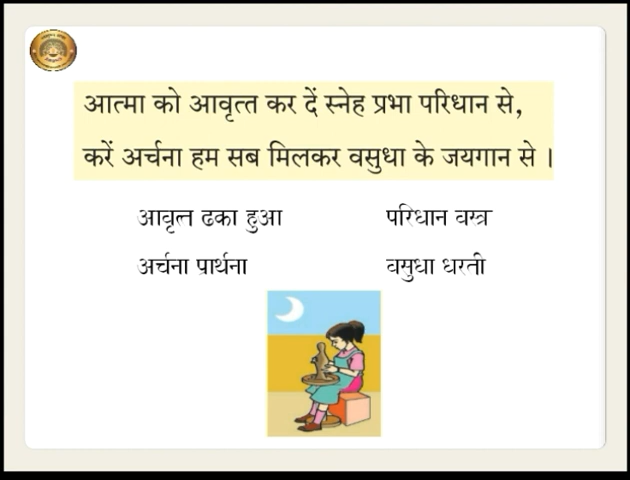 आत्मा को आवृत्त कर दें स्नेह प्रभा परिधान से,
करें अर्चना हम सब मिलकर वसुधा के जयगान से ।
आवृत्त ढका हुआ परिधान वस्त्र
अर्चना प्रार्थना वसुधा धरती